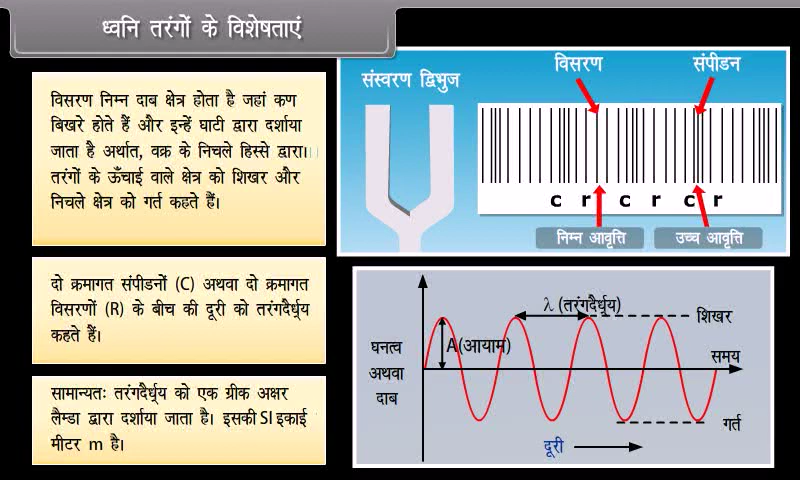 ध्वनि तरंगों के विशेषताएं
विसरण निम्न दाब क्षेत्र होता है जहां कण
बिखरे होते हैं और इन्हें घाटी द्वारा दर्शाया
जाता है अर्थात, वक्र के निचले हिस्से द्वारा।
तरंगों के ऊँचाई वाले क्षेत्र को शिखर और
निचले क्षेत्र को गर्त कहते हैं।
दो क्रमागत संपीडनों (C) अथवा दो क्रमागत
विसरणों (R) के बीच की दूरी को तरंगदैर्ध्य
कहते हैं।
सामान्यतः तरंगदैर्ध्य को एक ग्रीक अक्षर
लैम्डा द्वारा दर्शाया जाता है। इसकी SI इकाई
मीटर m है।
संस्वरण द्विभुज
विसरण
संपीडन
c r c r c r
निम्न आवृत्ति
उच्च आवृत्ति
λ (तरंगदैर्ध्य)
शिखर
A(आयाम)
घनत्व
अथवा
दाब
समय
गर्त
दूरी